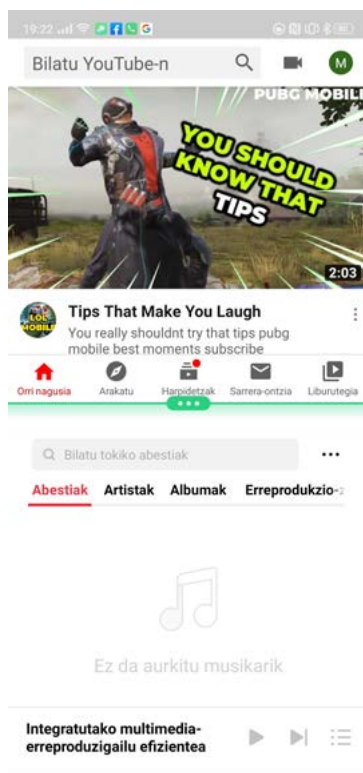 19:22
Bilatu YouTube-n
M
PUBG MOBILE
YOU SHOULD
KNOW THAT
TIPS
2:03
LOL
MOBILE
Tips That Make You Laugh
You really shouldnt try that tips pubg
mobile best moments subscribe
Orri nagusia Arakatu Harpidetzak Sarrera-ontzia Liburutegia
Bilatu tokiko abestiak
Abestiak Artistak Albumak Erreprodukzio-
Ez da aurkitu musikarik
Integratutako multimedia-
erreproduzigailu efizientea